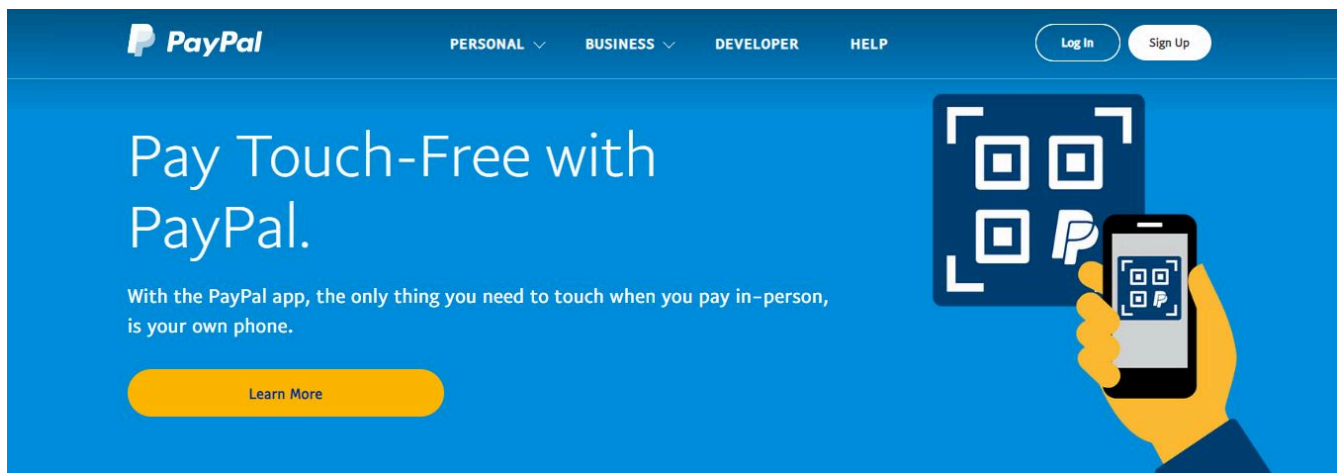 PayPal
PERSONAL
BUSINESS
DEVELOPER
HELP
Log In
Sign Up
Pay Touch-Free with
PayPal.
With the PayPal app, the only thing you need to touch when you pay in-person,
is your own phone.
Learn More